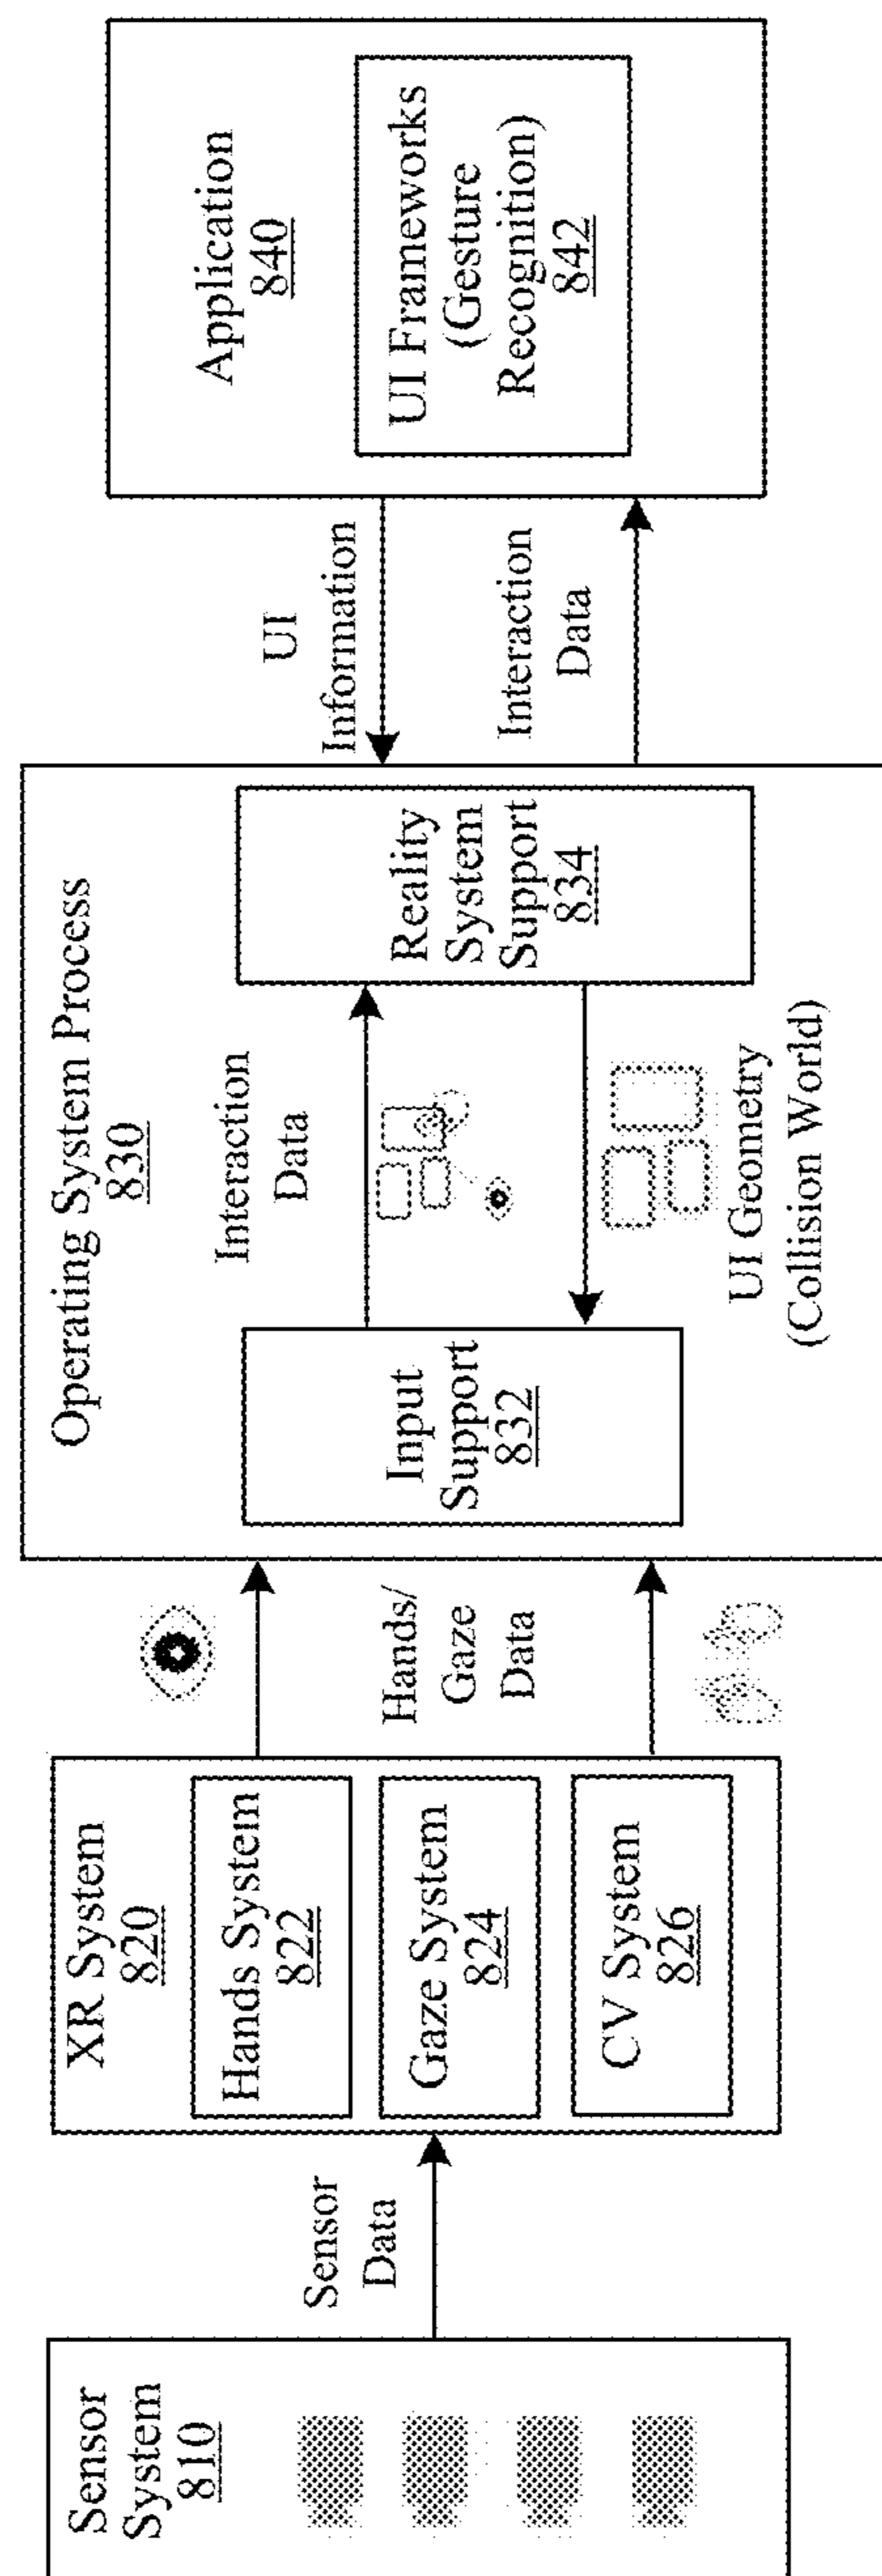 Sensor
System
810
Sensor
Data
XR System
820
Hands System
822
Gaze System
824
CV System
826
Hands/
Gaze
Data
Operating System Process
830
Input
Support
832
Interaction
Data
UI Geometry
(Collision World)
Reality
System
Support
834
UI
Information
Interaction
Data
Application
840
UI Frameworks
(Gesture
Recognition)
842